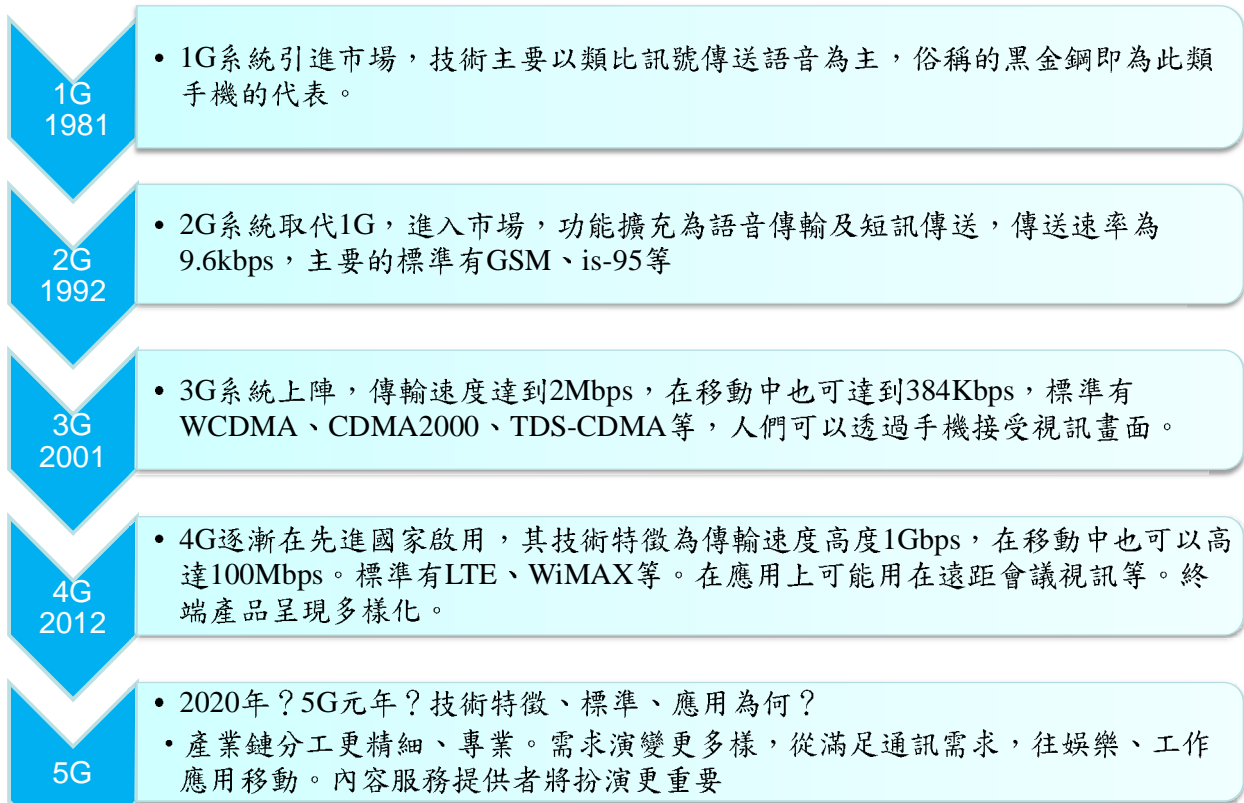 1G
1981
• 1G系統引進市場，技術主要以類比訊號傳送語音為主，俗稱的黑金鋼即為此類
手機的代表。
2G
1992
• 2G系統取代1G，進入市場，功能擴充為語音傳輸及短訊傳送，傳送速率為
9.6kbps，主要的標準有GSM、is-95等
3G
2001
• 3G系統上陣，傳輸速度達到2Mbps，在移動中也可達到384Kbps，標準有
WCDMA、CDMA2000、TDS-CDMA等，人們可以透過手機接受視訊畫面。
4G
2012
• 4G逐漸在先進國家啟用，其技術特徵為傳輸速度高度1Gbps，在移動中也可以高
達100Mbps。標準有LTE、WiMAX等。在應用上可能用在遠距會議視訊等。終
端產品呈現多樣化。
5G
• 2020年？5G元年？技術特徵、標準、應用為何？
• 產業鏈分工更精細、專業。需求演變更多樣，從滿足通訊需求，往娛樂、工作
應用移動。內容服務提供者將扮演更重要